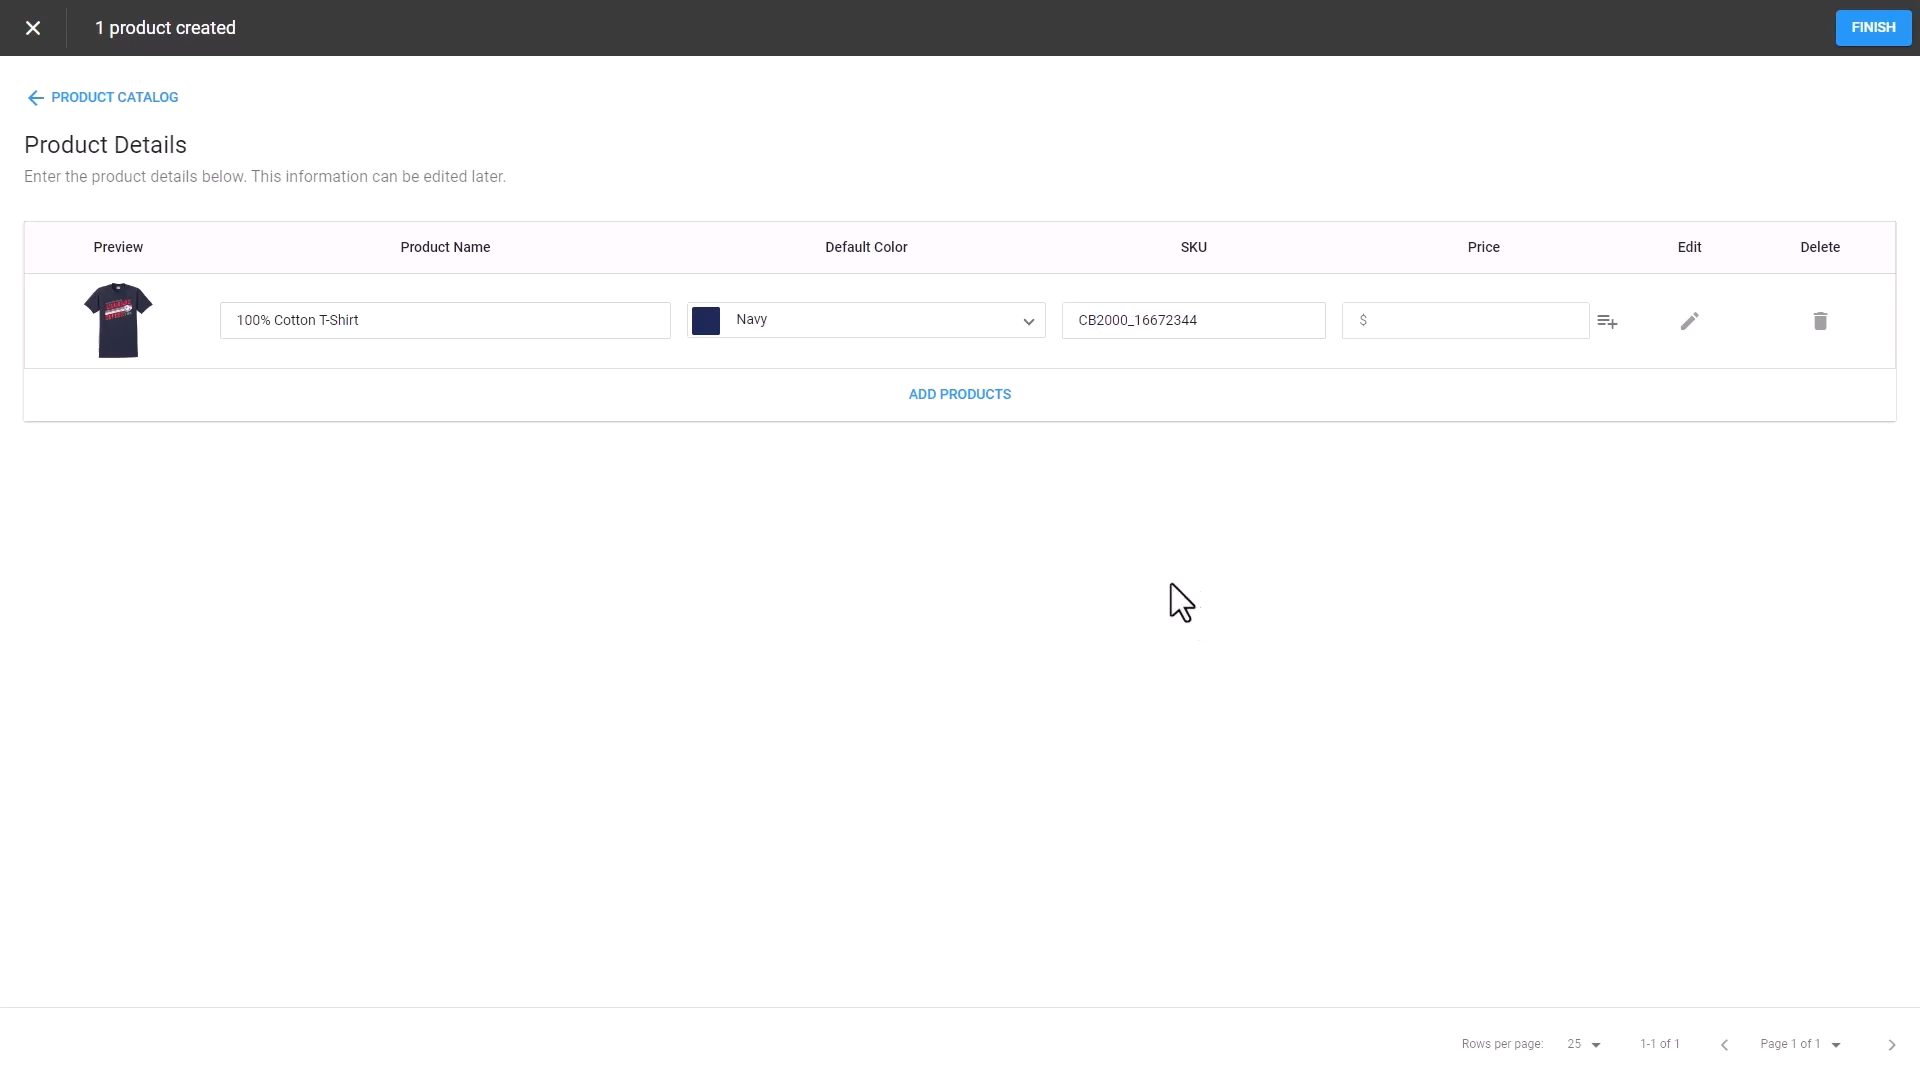 1 product created
FINISH
PRODUCT CATALOG
Product Details
Enter the product details below. This information can be edited later.
Preview Product Name Default Color SKU Price Edit Delete
100% Cotton T-Shirt Navy CB2000_16672344 $
ADD PRODUCTS
Rows per page: 25 1-1 of 1 Page 1 of 1